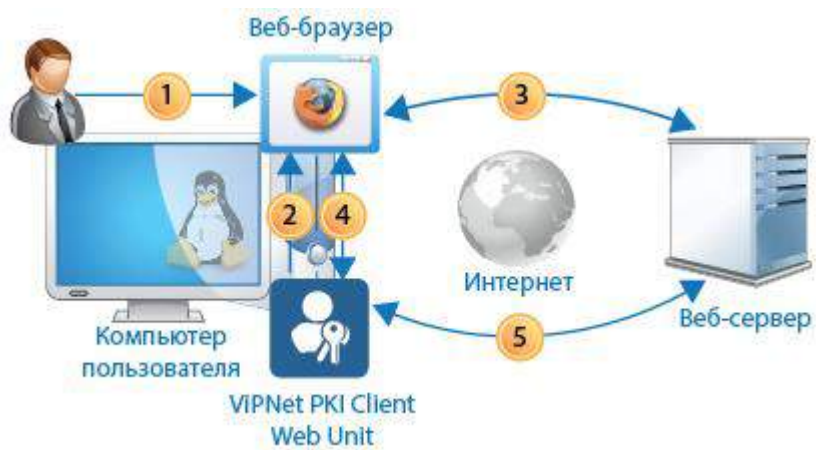 Веб-браузер
1
3
2
4
Интернет
Веб-сервер
5
Компьютер
пользователя
ViPNet PKI Client
Web Unit